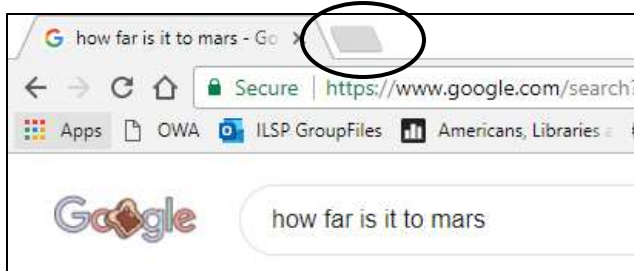 G how far is it to mars - Go
Secure | https://www.google.com/search?
Apps OWA ILSP GroupFiles Americans, Libraries a
Google how far is it to mars